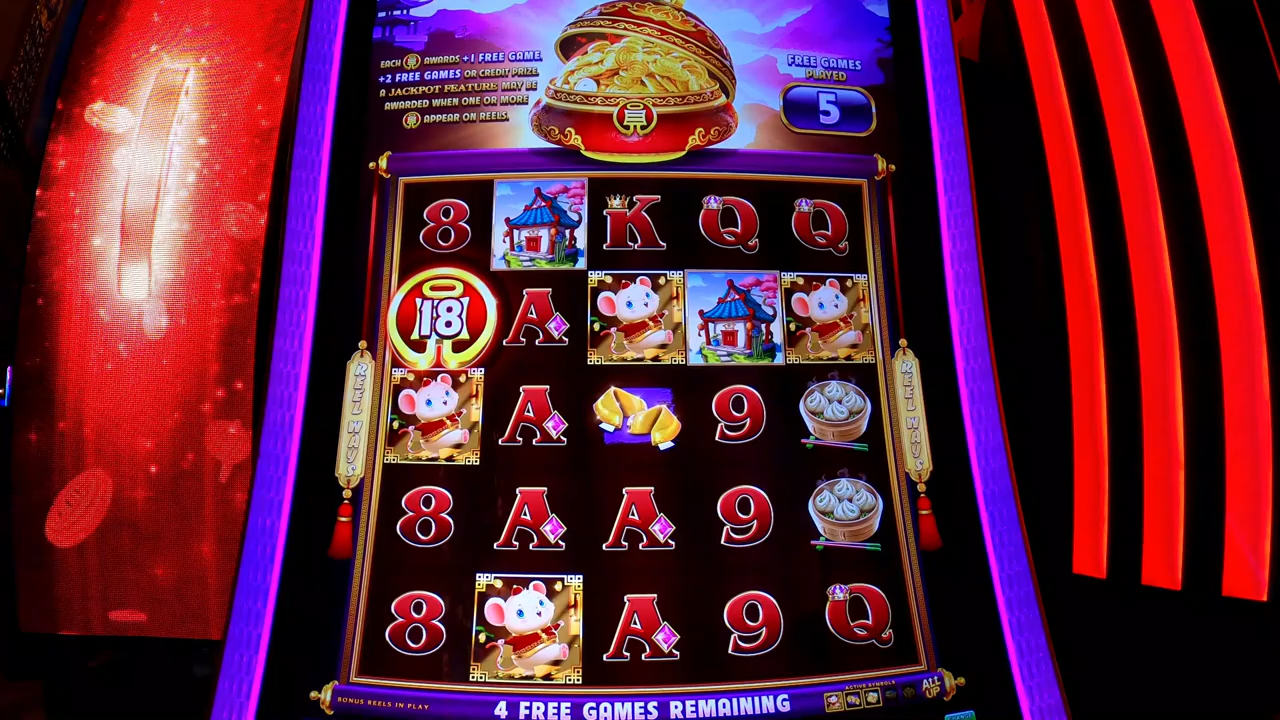 EACH AWARDS +1 FREE GAME,
+2 FREE GAMES OR CREDIT PRIZE.
A JACKPOT FEATURE MAY BE
AWARDED WHEN ONE OR MORE
APPEAR ON REELS.
FREE GAMES
PLAYED
5
8 K Q Q
18 A
A 9
8 A A 9
8 A 9 Q
REEL WAYS
REEL WAYS
BONUS REELS IN PLAY
4 FREE GAMES REMAINING
ACTIVE SYMBOLS
ALL
UP